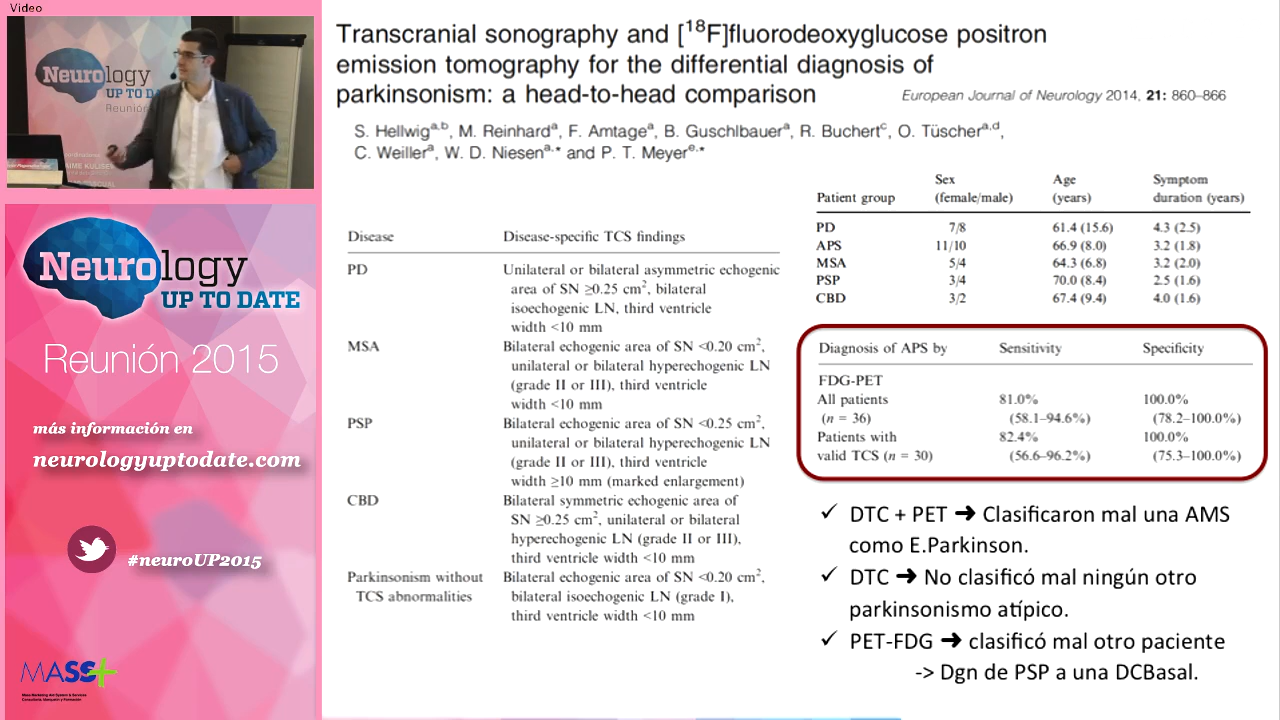 Video
Neurology
UP TO DA
Reunión
Neurology
UP TO DATE
Reunión 2015
más información en
neurologyuptodate.com
#neuroUP2015
MASS+
Transcranial sonography and [18F]fluorodeoxyglucose positron
emission tomography for the differential diagnosis of
parkinsonism: a head-to-head comparison
European Journal of Neurology 2014, 21: 860–866
S. Hellwig a,b, M. Reinhard a, F. Amtage a, B. Guschlbauer a, R. Buchert c, O. Tüscher a,d,
C. Weiller a, W. D. Niesen a,* and P. T. Meyer e,*
Disease Disease-specific TCS findings
PD Unilateral or bilateral asymmetric echogenic
area of SN ≥0.25 cm², bilateral
isoechogenic LN, third ventricle
width <10 mm
MSA Bilateral echogenic area of SN <0.20 cm²,
unilateral or bilateral hyperechogenic LN
(grade II or III), third ventricle
width <10 mm
PSP Bilateral echogenic area of SN <0.25 cm²,
unilateral or bilateral hyperechogenic LN
(grade II or III), third ventricle
width ≥10 mm (marked enlargement)
CBD Bilateral symmetric echogenic area of
SN ≥0.25 cm², unilateral or bilateral
hyperechogenic LN (grade II or III),
third ventricle width <10 mm
Parkinsonism without Bilateral echogenic area of SN <0.20 cm²,
TCS abnormalities bilateral isoechogenic LN (grade I),
third ventricle width <10 mm
Sex Age Symptom
Patient group (female/male) (years) duration (years)
PD 7/8 61.4 (15.6) 4.3 (2.5)
APS 11/10 66.9 (8.0) 3.2 (1.8)
MSA 5/4 64.3 (6.8) 3.2 (2.0)
PSP 3/4 70.0 (8.4) 2.5 (1.6)
CBD 3/2 67.4 (9.4) 4.0 (1.6)
Diagnosis of APS by Sensitivity Specificity
FDG-PET
All patients 81.0% 100.0%
(n = 36) (58.1–94.6%) (78.2–100.0%)
Patients with 82.4% 100.0%
valid TCS (n = 30) (56.6–96.2%) (75.3–100.0%)
✓ DTC + PET ➜ Clasificaron mal una AMS
como E.Parkinson.
✓ DTC ➜ No clasificó mal ningún otro
parkinsonismo atípico.
✓ PET-FDG ➜ clasificó mal otro paciente
-> Dgn de PSP a una DCBasal.